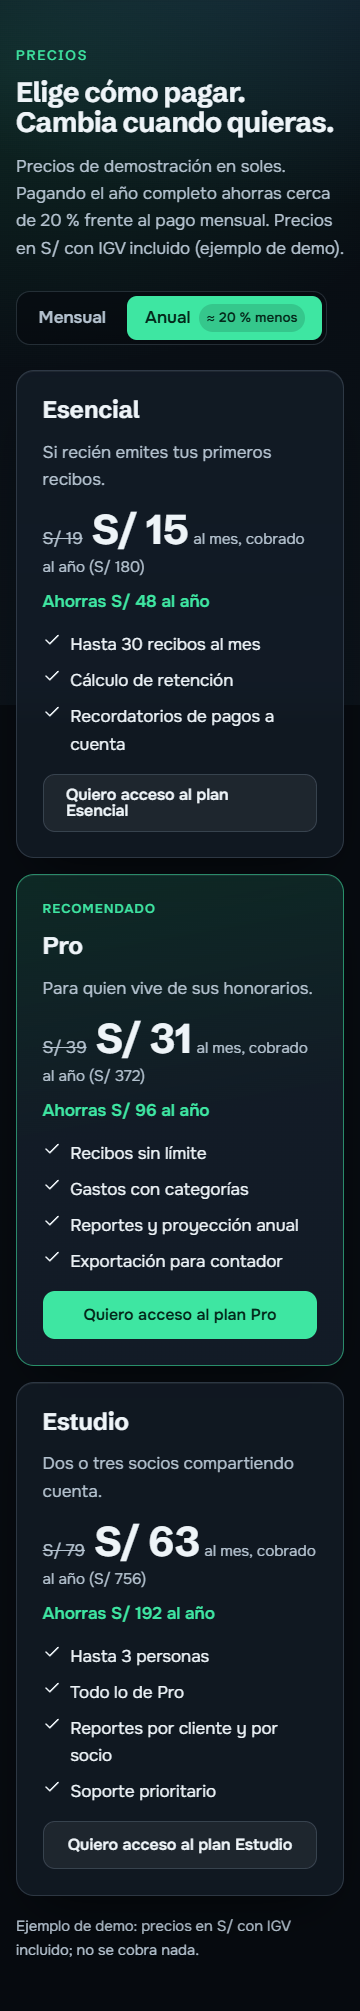 PRECIOS
Elige cómo pagar.
Cambia cuando quieras.
Precios de demostración en soles.
Pagando el año completo ahorras cerca
de 20 % frente al pago mensual. Precios
en S/ con IGV incluido (ejemplo de demo).
Mensual
Anual ≈ 20 % menos
Esencial
Si recién emites tus primeros
recibos.
S/ 19 S/ 15 al mes, cobrado
al año (S/ 180)
Ahorras S/ 48 al año
Hasta 30 recibos al mes
Cálculo de retención
Recordatorios de pagos a
cuenta
Quiero acceso al plan
Esencial
RECOMENDADO
Pro
Para quien vive de sus honorarios.
S/ 39 S/ 31 al mes, cobrado
al año (S/ 372)
Ahorras S/ 96 al año
Recibos sin límite
Gastos con categorías
Reportes y proyección anual
Exportación para contador
Quiero acceso al plan Pro
Estudio
Dos o tres socios compartiendo
cuenta.
S/ 79 S/ 63 al mes, cobrado
al año (S/ 756)
Ahorras S/ 192 al año
Hasta 3 personas
Todo lo de Pro
Reportes por cliente y por
socio
Soporte prioritario
Quiero acceso al plan Estudio
Ejemplo de demo: precios en S/ con IGV
incluido; no se cobra nada.